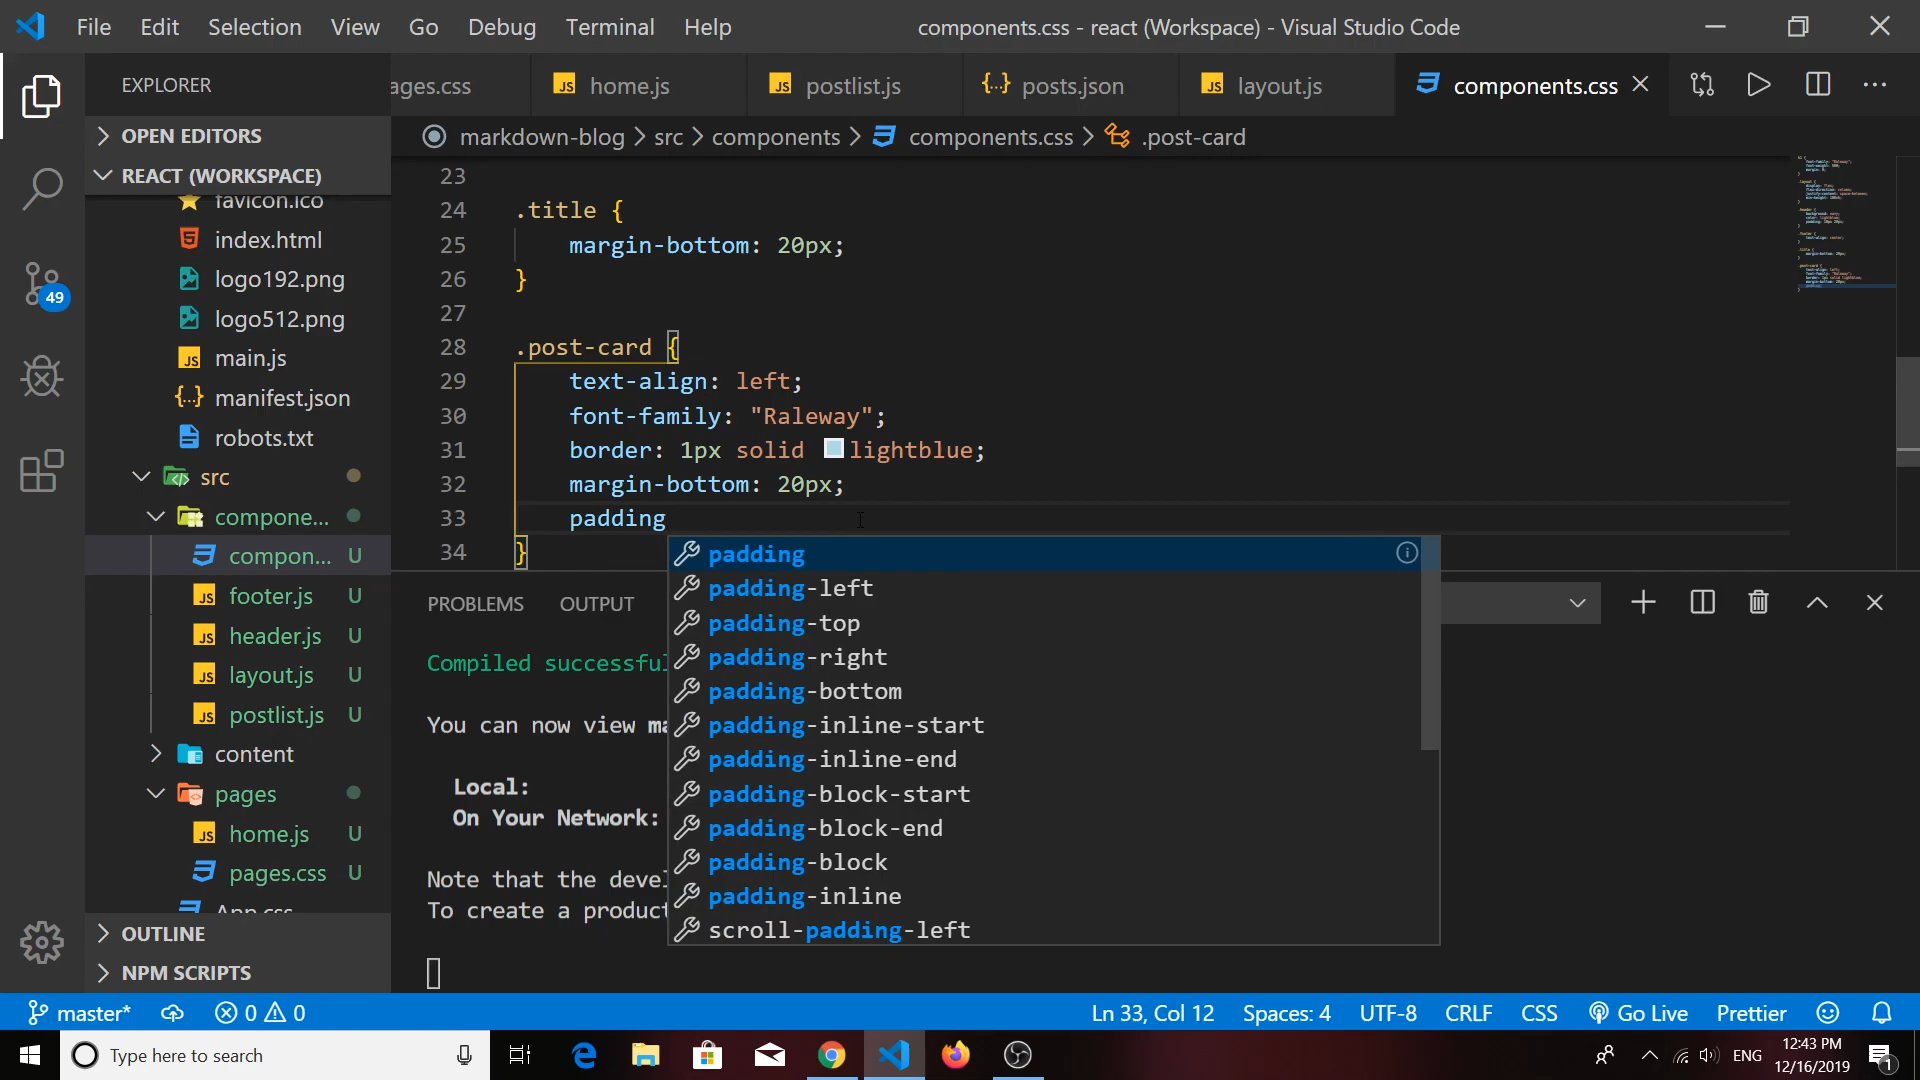 File Edit Selection View Go Debug Terminal Help
components.css - react (Workspace) - Visual Studio Code
EXPLORER
ages.css
home.js
postlist.js
posts.json
layout.js
components.css
markdown-blog > src > components > components.css > .post-card
OPEN EDITORS
REACT (WORKSPACE)
favicon.ico
index.html
logo192.png
logo512.png
main.js
manifest.json
robots.txt
src
compone...
compon... U
footer.js U
header.js U
layout.js U
postlist.js U
content
pages
home.js U
pages.css U
App.css
OUTLINE
NPM SCRIPTS
49
23
24 .title {
25 margin-bottom: 20px;
26 }
27
28 .post-card {
29 text-align: left;
30 font-family: "Raleway";
31 border: 1px solid lightblue;
32 margin-bottom: 20px;
33 padding
34 }
padding
padding-left
padding-top
padding-right
padding-bottom
padding-inline-start
padding-inline-end
padding-block-start
padding-block-end
padding-block
padding-inline
scroll-padding-left
PROBLEMS OUTPUT
Compiled successful
You can now view ma
Local:
On Your Network:
Note that the devel
To create a product
master* 0 0
Ln 33, Col 12 Spaces: 4 UTF-8 CRLF CSS Go Live Prettier
Type here to search
ENG
12:43 PM
12/16/2019
1